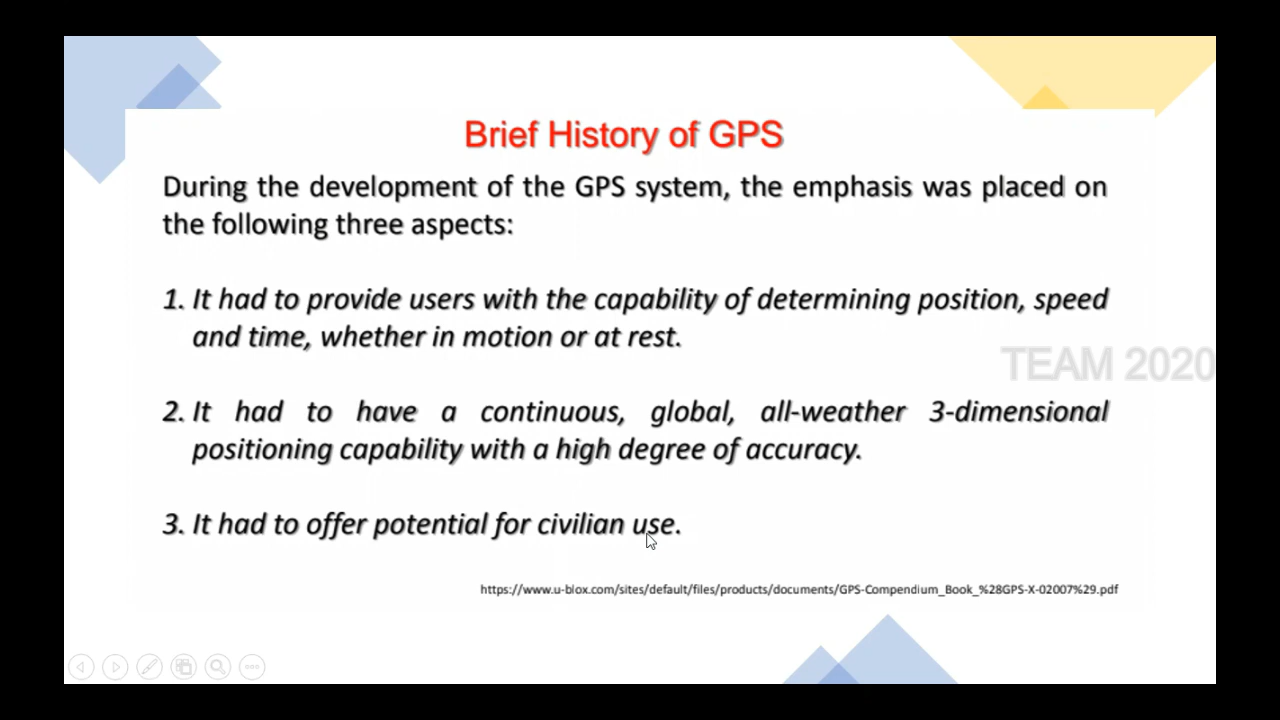 Brief History of GPS
During the development of the GPS system, the emphasis was placed on
the following three aspects:
1. It had to provide users with the capability of determining position, speed
and time, whether in motion or at rest.
TEAM 2020
2. It had to have a continuous, global, all-weather 3-dimensional
positioning capability with a high degree of accuracy.
3. It had to offer potential for civilian use.
https://www.u-blox.com/sites/default/files/products/documents/GPS-Compendium_Book_%28GPS-X-02007%29.pdf